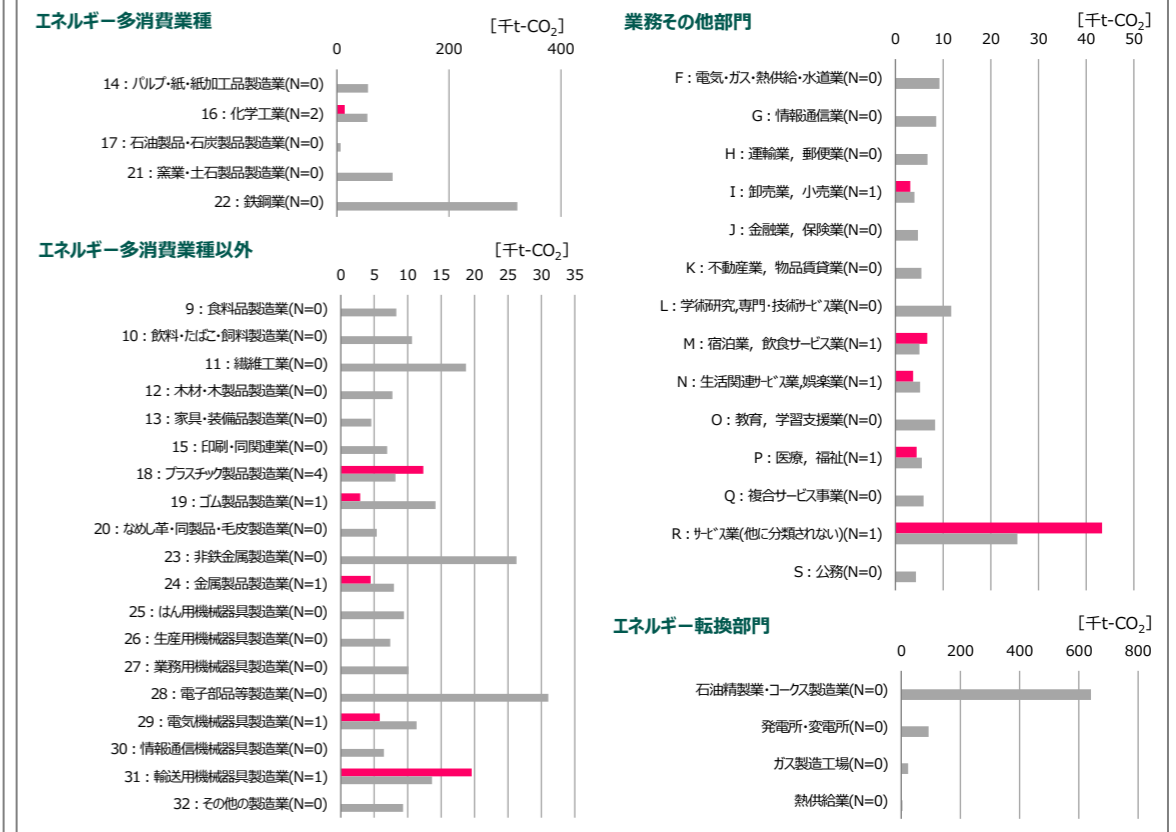 エネルギー多消費業種
[千t-CO₂]
0 200 400
14：パルプ・紙・紙加工品製造業(N=0)
16：化学工業(N=2)
17：石油製品・石炭製品製造業(N=0)
21：窯業・土石製品製造業(N=0)
22：鉄鋼業(N=0)
エネルギー多消費業種以外
[千t-CO₂]
0 5 10 15 20 25 30 35
9：食料品製造業(N=0)
10：飲料・たばこ・飼料製造業(N=0)
11：繊維工業(N=0)
12：木材・木製品製造業(N=0)
13：家具・装備品製造業(N=0)
15：印刷・同関連業(N=0)
18：プラスチック製品製造業(N=4)
19：ゴム製品製造業(N=1)
20：なめし革・同製品・毛皮製造業(N=0)
23：非鉄金属製造業(N=0)
24：金属製品製造業(N=1)
25：はん用機械器具製造業(N=0)
26：生産用機械器具製造業(N=0)
27：業務用機械器具製造業(N=0)
28：電子部品等製造業(N=0)
29：電気機械器具製造業(N=1)
30：情報通信機械器具製造業(N=0)
31：輸送用機械器具製造業(N=1)
32：その他の製造業(N=0)
業務その他部門
[千t-CO₂]
0 10 20 30 40 50
F：電気・ガス・熱供給・水道業(N=0)
G：情報通信業(N=0)
H：運輸業，郵便業(N=0)
I：卸売業，小売業(N=1)
J：金融業，保険業(N=0)
K：不動産業，物品賃貸業(N=0)
L：学術研究,専門・技術ｻｰﾋﾞｽ業(N=0)
M：宿泊業，飲食サービス業(N=1)
N：生活関連ｻｰﾋﾞｽ業,娯楽業(N=1)
O：教育，学習支援業(N=0)
P：医療，福祉(N=1)
Q：複合サービス事業(N=0)
R：ｻｰﾋﾞｽ業(他に分類されない)(N=1)
S：公務(N=0)
エネルギー転換部門
[千t-CO₂]
0 200 400 600 800
石油精製業・コークス製造業(N=0)
発電所・変電所(N=0)
ガス製造工場(N=0)
熱供給業(N=0)